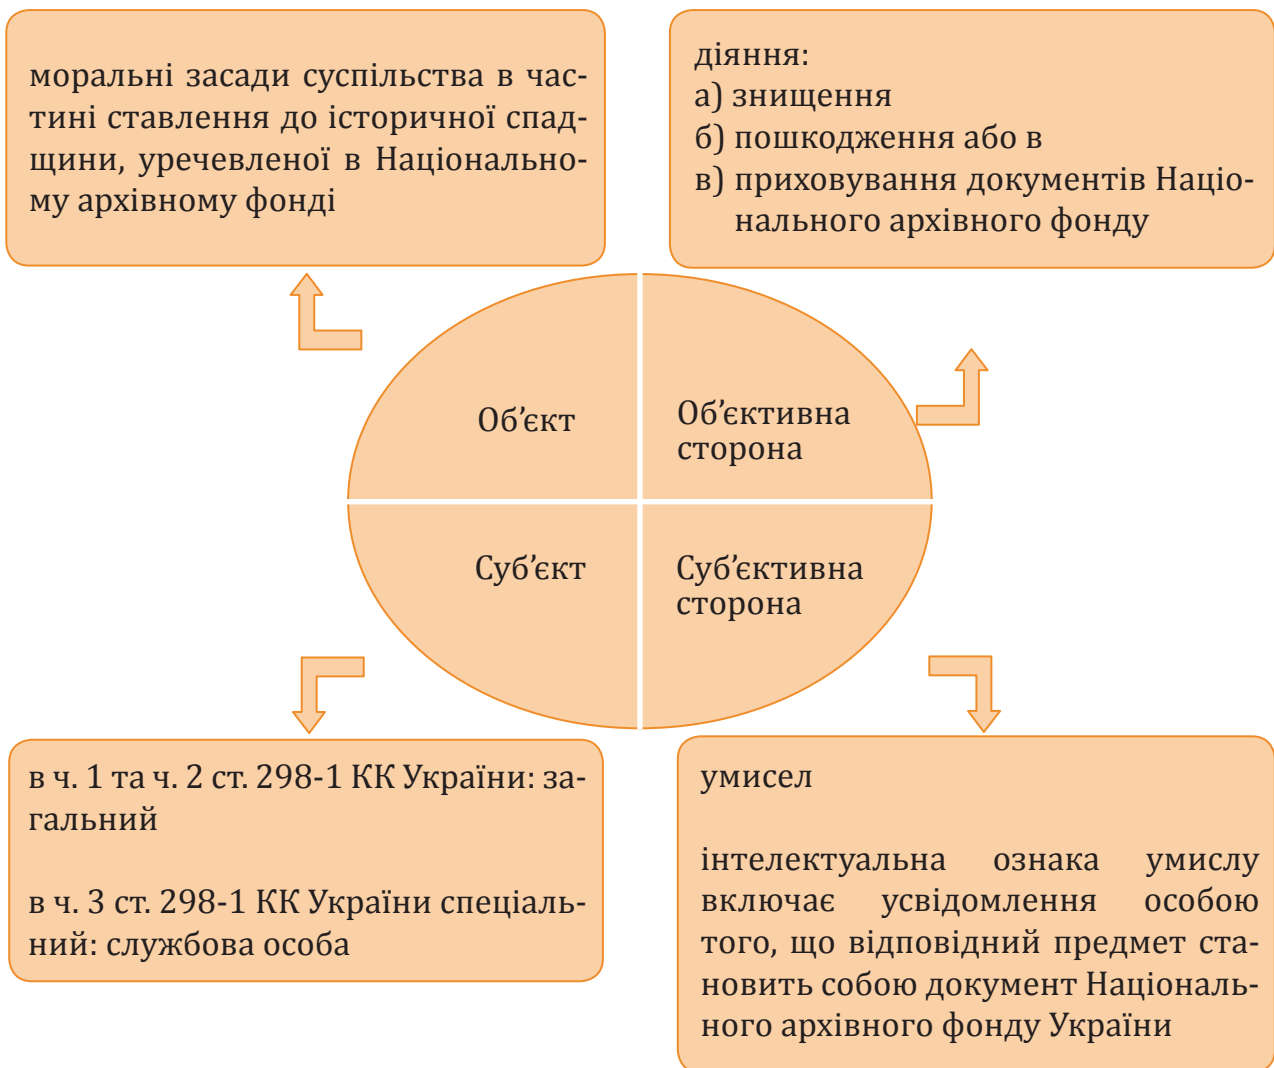 моральні засади суспільства в час-
тині ставлення до історичної спад-
щини, уречевленої в Національно-
му архівному фонді
діяння:
а) знищення
б) пошкодження або в
в) приховування документів Націо-
нального архівного фонду
Об’єкт
Об’єктивна
сторона
Суб’єкт
Суб’єктивна
сторона
в ч. 1 та ч. 2 ст. 298-1 КК України: за-
гальний
в ч. 3 ст. 298-1 КК України спеціаль-
ний: службова особа
умисел
інтелектуальна ознака умислу
включає усвідомлення особою
того, що відповідний предмет ста-
новить собою документ Національ-
ного архівного фонду України